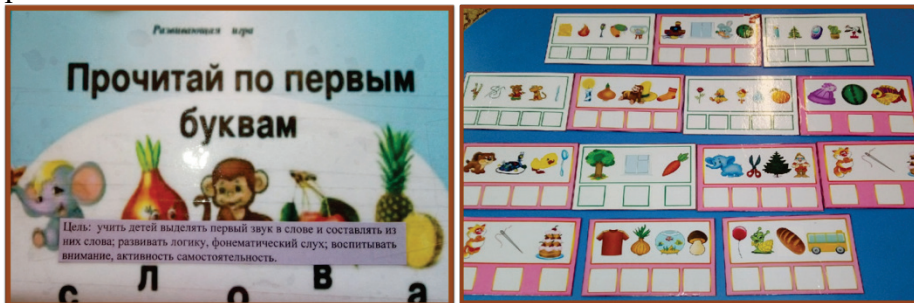 Развивающая игра
Прочитай по первым
буквам
Цель: учить детей выделять первый звук в слове и составлять из
них слова; развивать логику, фонематический слух; воспитывать
внимание, активность самостоятельность.
с л о в а